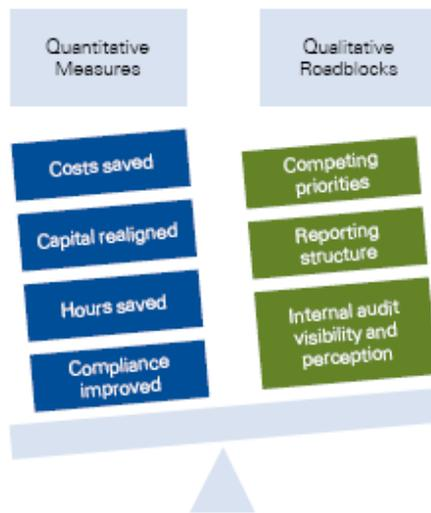 Quantitative
Measures
Qualitative
Roadblocks
Costs saved
Capital realigned
Hours saved
Compliance
improved
Competing
priorities
Reporting
structure
Internal audit
visibility and
perception